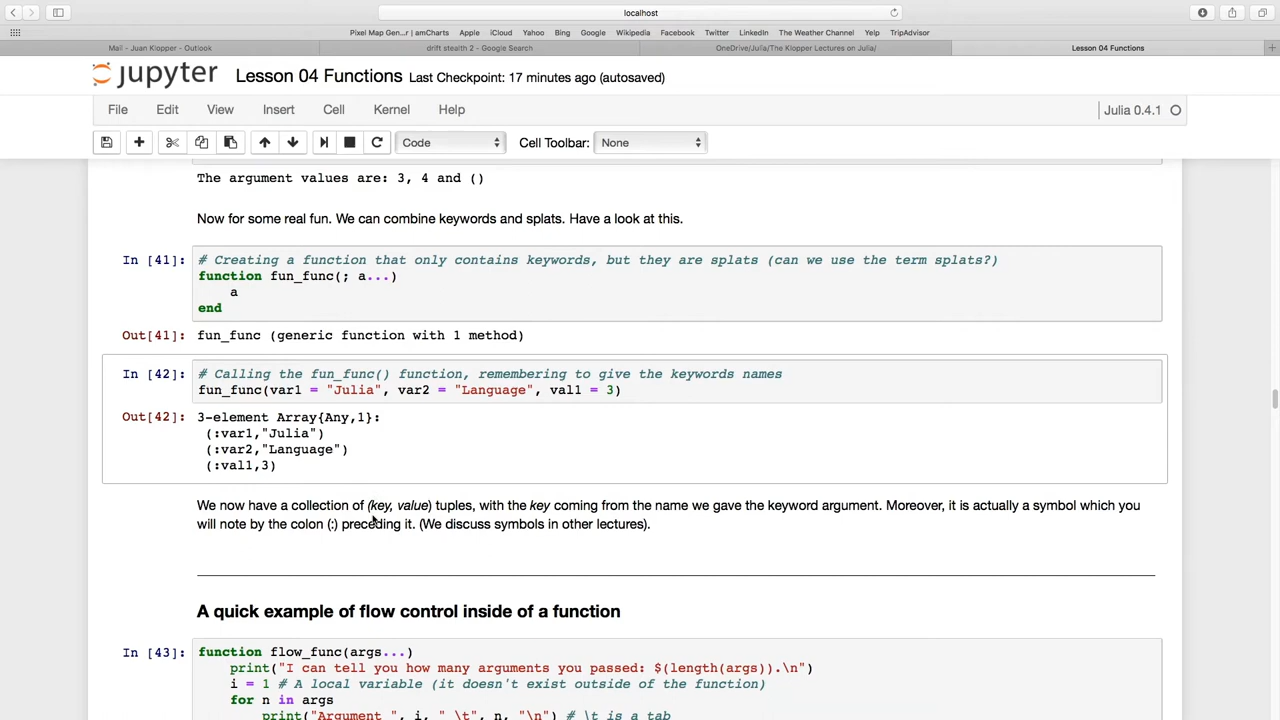 localhost
Pixel Map Gen...r | amCharts Apple iCloud Yahoo Bing Google Wikipedia Facebook Twitter LinkedIn The Weather Channel Yelp TripAdvisor
Mail - Juan Klopper - Outlook
drift stealth 2 - Google Search
OneDrive/Julia/The Klopper Lectures on Julia/
Lesson 04 Functions
jupyter Lesson 04 Functions Last Checkpoint: 17 minutes ago (autosaved)
File Edit View Insert Cell Kernel Help
Julia 0.4.1
Code Cell Toolbar: None
The argument values are: 3, 4 and ()
Now for some real fun. We can combine keywords and splats. Have a look at this.
In [41]: # Creating a function that only contains keywords, but they are splats (can we use the term splats?)
function fun_func(; a...)
a
end
Out[41]: fun_func (generic function with 1 method)
In [42]: # Calling the fun_func() function, remembering to give the keywords names
fun_func(var1 = "Julia", var2 = "Language", val1 = 3)
Out[42]: 3-element Array{Any,1}:
(:var1,"Julia")
(:var2,"Language")
(:val1,3)
We now have a collection of (key, value) tuples, with the key coming from the name we gave the keyword argument. Moreover, it is actually a symbol which you
will note by the colon (:) preceding it. (We discuss symbols in other lectures).
A quick example of flow control inside of a function
In [43]: function flow_func(args...)
print("I can tell you how many arguments you passed: $(length(args)).\n")
i = 1 # A local variable (it doesn't exist outside of the function)
for n in args
print("Argument ", i, " \t", n, "\n") # \t is a tab